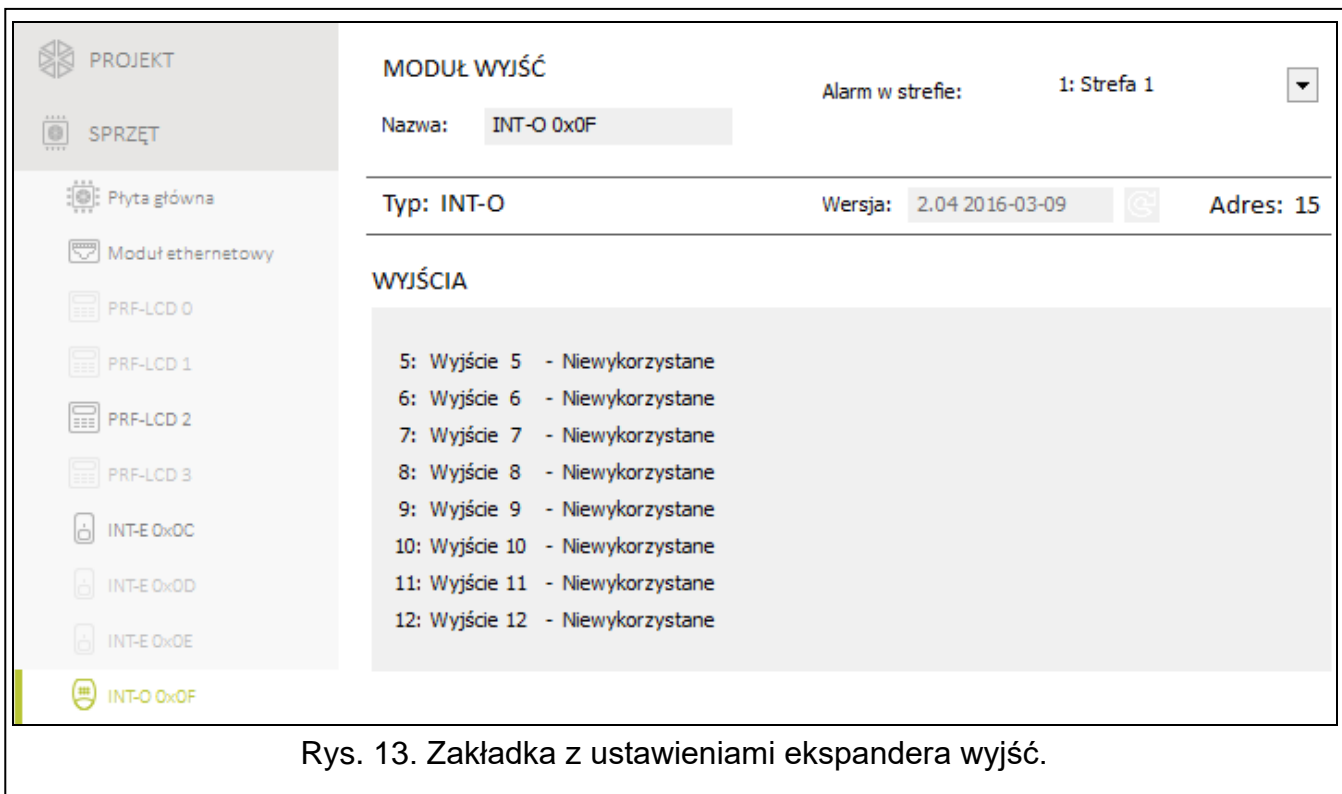 PROJEKT
SPRZĘT
Płyta główna
Moduł ethernetowy
PRF-LCD 0
PRF-LCD 1
PRF-LCD 2
PRF-LCD 3
INT-E 0x0C
INT-E 0x0D
INT-E 0x0E
INT-O 0x0F
MODUŁ WYJŚĆ
Alarm w strefie: 1: Strefa 1
Nazwa: INT-O 0x0F
Typ: INT-O Wersja: 2.04 2016-03-09 Adres: 15
WYJŚCIA
5: Wyjście 5 - Niewykorzystane
6: Wyjście 6 - Niewykorzystane
7: Wyjście 7 - Niewykorzystane
8: Wyjście 8 - Niewykorzystane
9: Wyjście 9 - Niewykorzystane
10: Wyjście 10 - Niewykorzystane
11: Wyjście 11 - Niewykorzystane
12: Wyjście 12 - Niewykorzystane
Rys. 13. Zakładka z ustawieniami ekspandera wyjść.